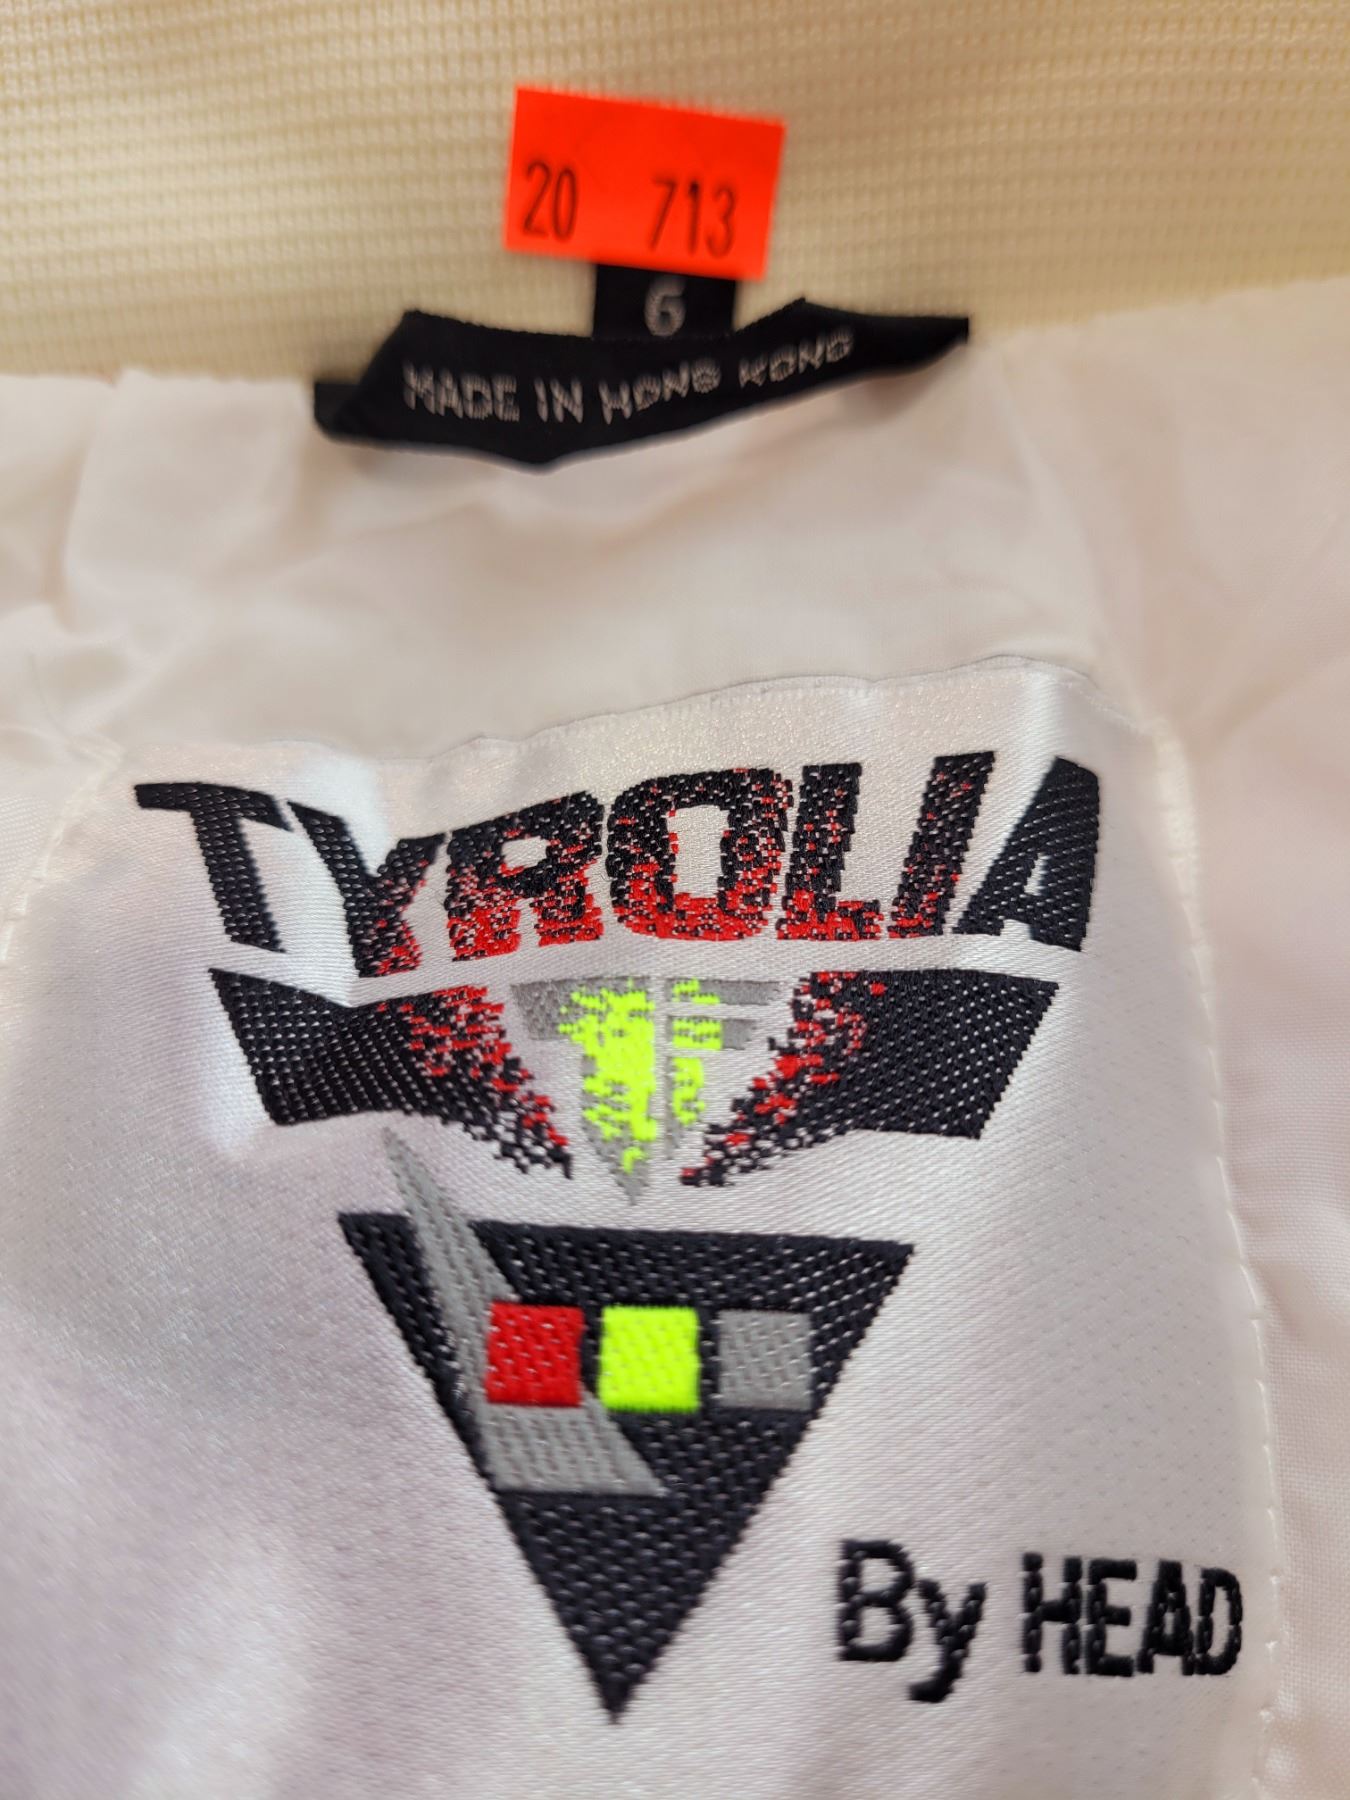 20 713
6
MADE IN HONG KONG
TYROLIA
By HEAD